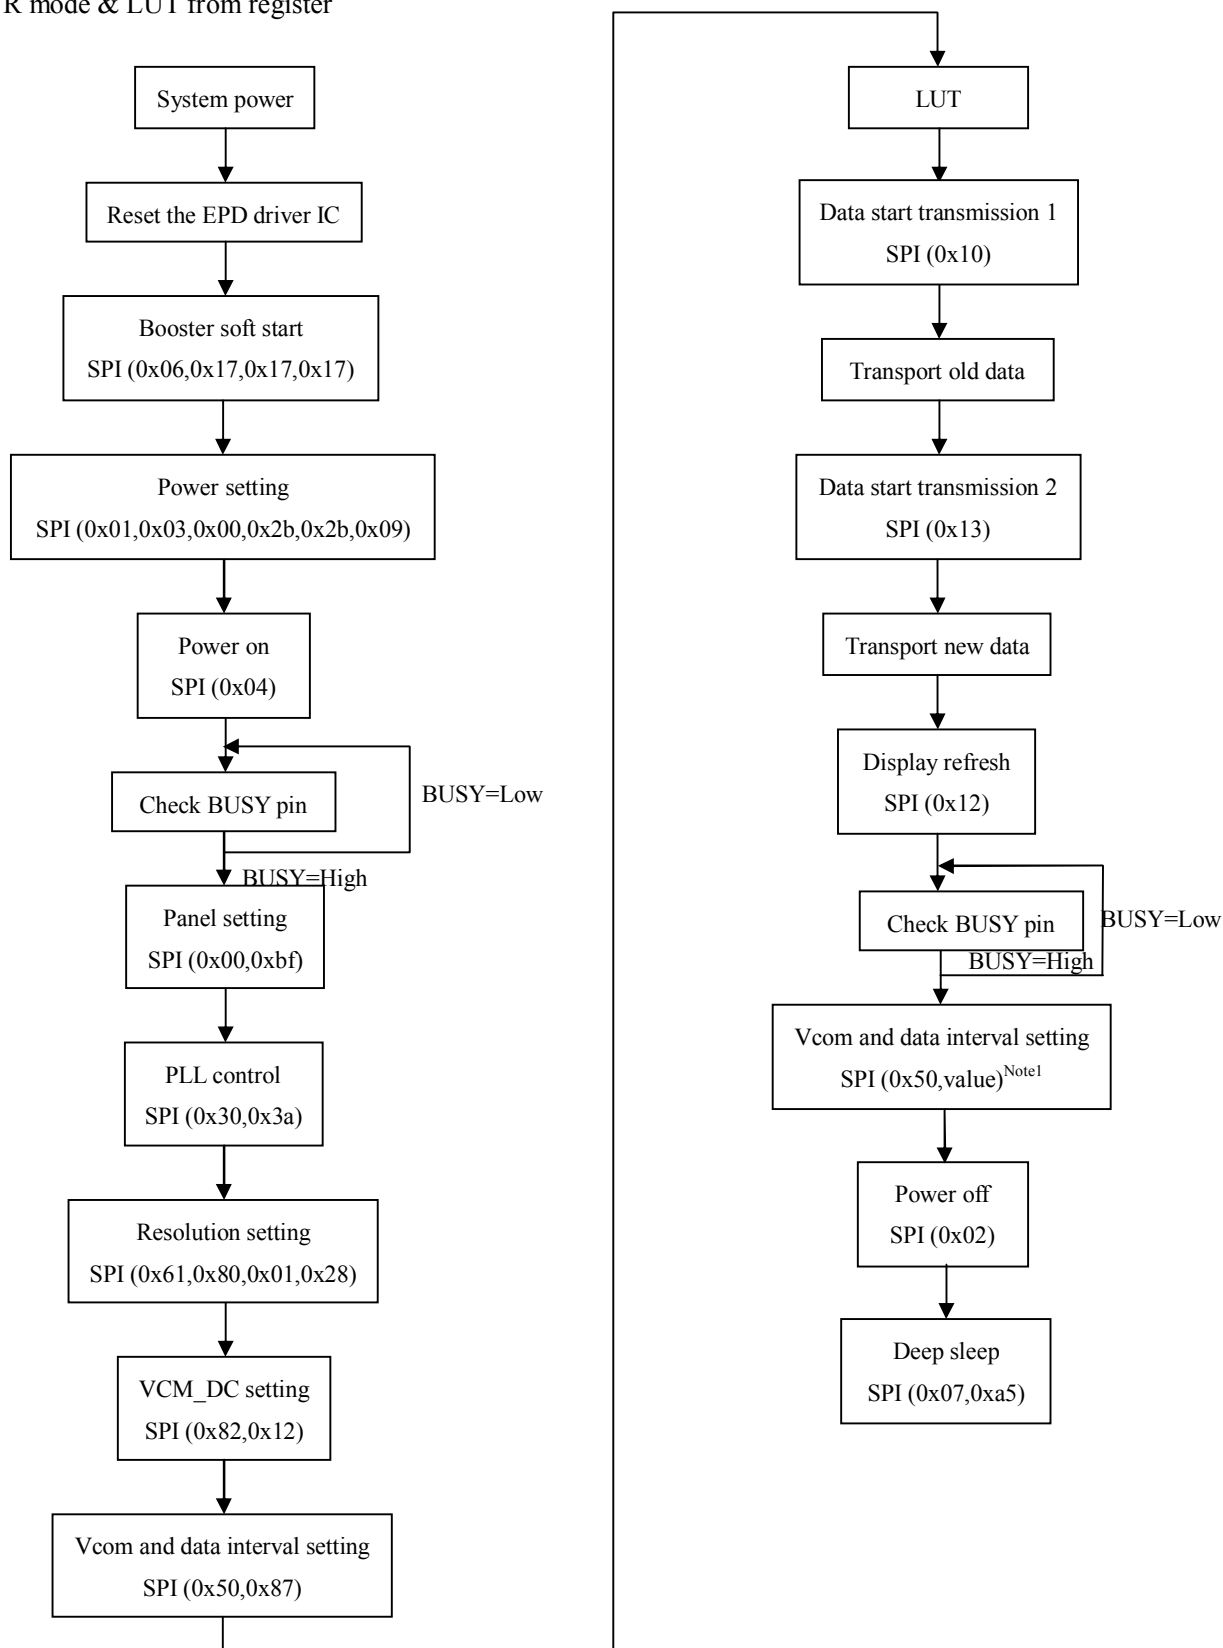 R mode & LUT from register
System power
Reset the EPD driver IC
Booster soft start
SPI (0x06,0x17,0x17,0x17)
Power setting
SPI (0x01,0x03,0x00,0x2b,0x2b,0x09)
Power on
SPI (0x04)
Check BUSY pin
BUSY=Low
BUSY=High
Panel setting
SPI (0x00,0xbf)
PLL control
SPI (0x30,0x3a)
Resolution setting
SPI (0x61,0x80,0x01,0x28)
VCM_DC setting
SPI (0x82,0x12)
Vcom and data interval setting
SPI (0x50,0x87)
LUT
Data start transmission 1
SPI (0x10)
Transport old data
Data start transmission 2
SPI (0x13)
Transport new data
Display refresh
SPI (0x12)
Check BUSY pin
BUSY=Low
BUSY=High
Vcom and data interval setting
SPI (0x50,value)Note1
Power off
SPI (0x02)
Deep sleep
SPI (0x07,0xa5)